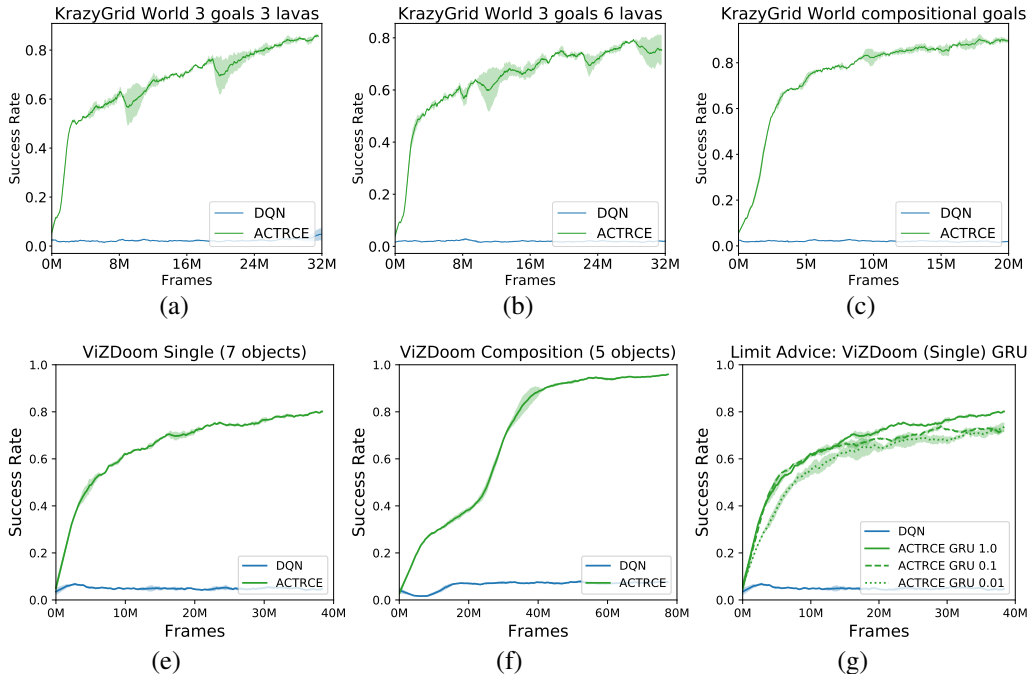 KrazyGrid World 3 goals 3 lavas
Success Rate
0.8
0.6
0.4
0.2
0.0
DQN
ACTRCE
0M 8M 16M 24M 32M
Frames
(a)
KrazyGrid World 3 goals 6 lavas
Success Rate
0.8
0.6
0.4
0.2
0.0
DQN
ACTRCE
0M 8M 16M 24M 32M
Frames
(b)
KrazyGrid World compositional goals
Success Rate
0.8
0.6
0.4
0.2
0.0
DQN
ACTRCE
0M 5M 10M 15M 20M
Frames
(c)
ViZDoom Single (7 objects)
Success Rate
1.0
0.8
0.6
0.4
0.2
0.0
DQN
ACTRCE
0M 10M 20M 30M 40M
Frames
(e)
ViZDoom Composition (5 objects)
Success Rate
1.0
0.8
0.6
0.4
0.2
0.0
DQN
ACTRCE
0M 20M 40M 60M 80M
Frames
(f)
Limit Advice: ViZDoom (Single) GRU
Success Rate
1.0
0.8
0.6
0.4
0.2
0.0
DQN
ACTRCE GRU 1.0
ACTRCE GRU 0.1
ACTRCE GRU 0.01
0M 10M 20M 30M 40M
Frames
(g)